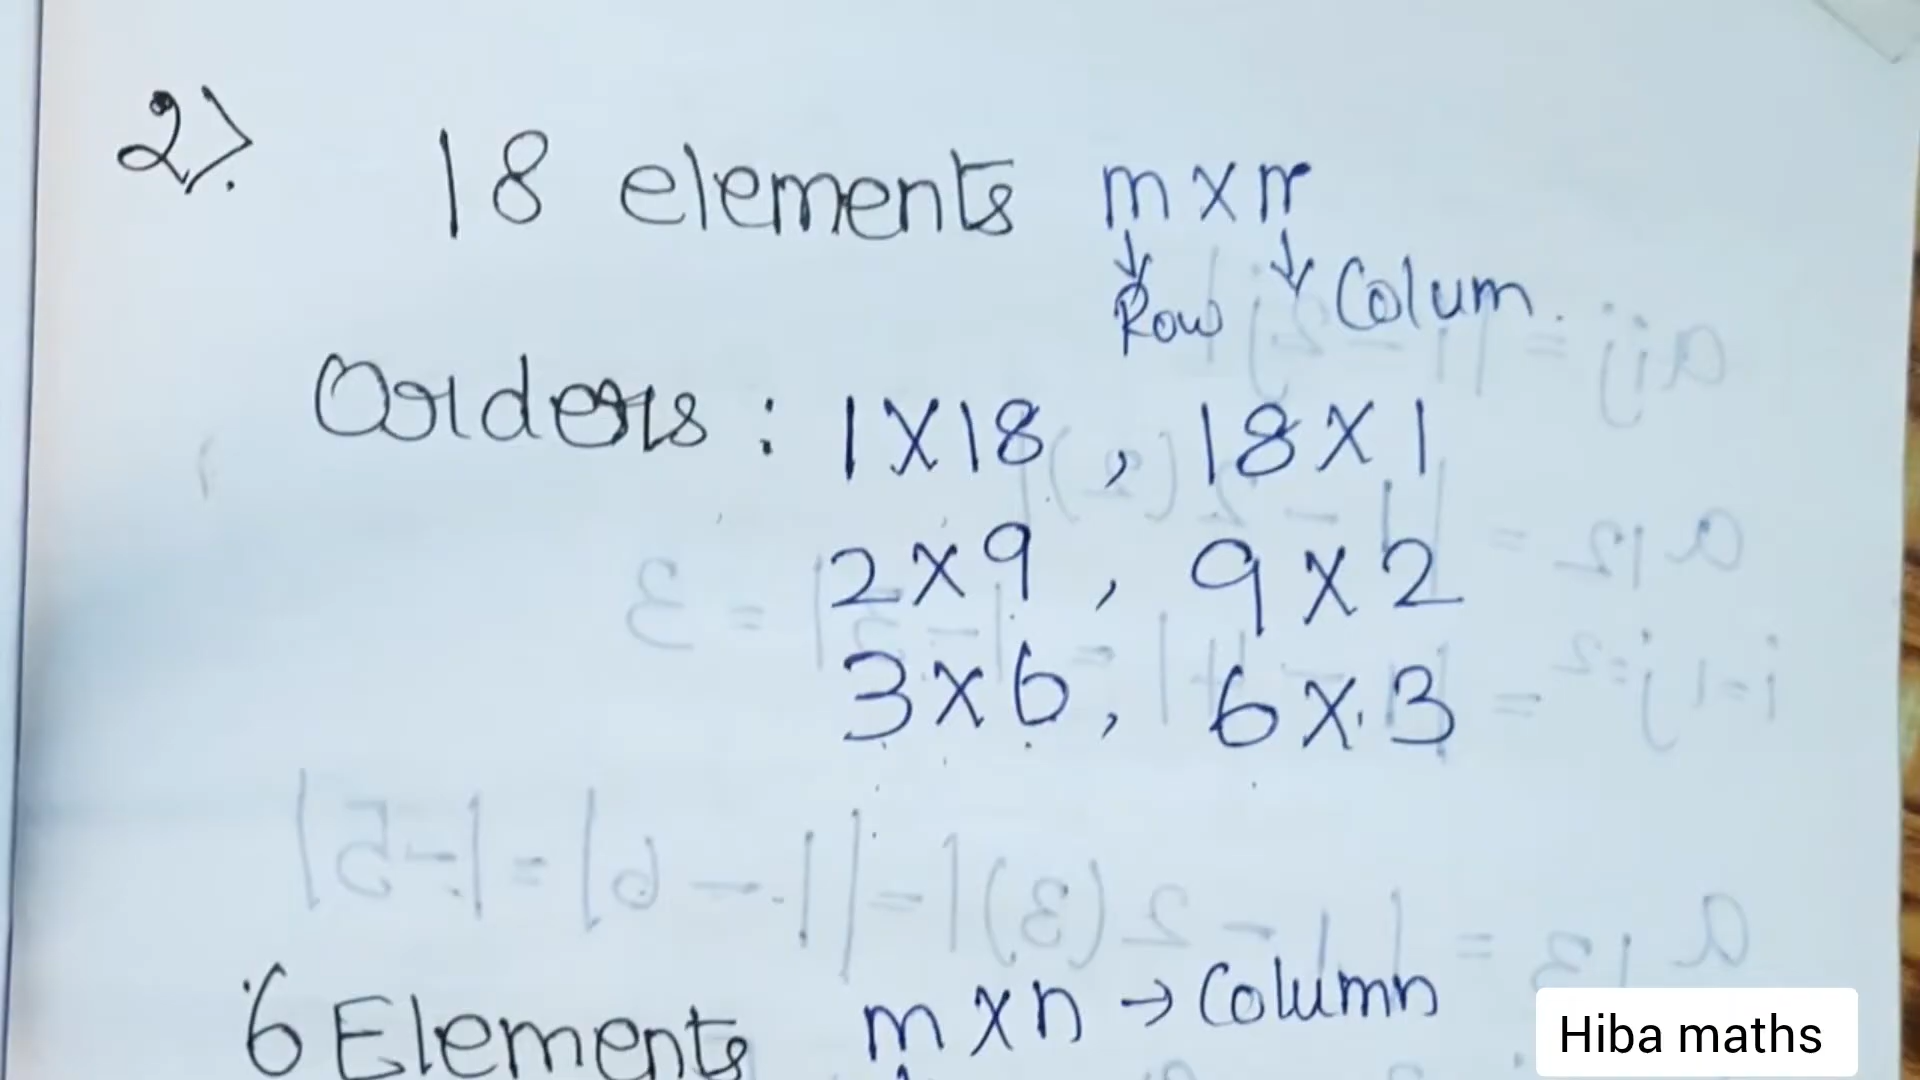 2). 18 elements m x n
Row Colum.
Orders : 1 X 18 , 18 X 1
2 x 9 , 9 x 2
3 x 6 , 6 x 3
6 Elements m x n → Column
Hiba maths